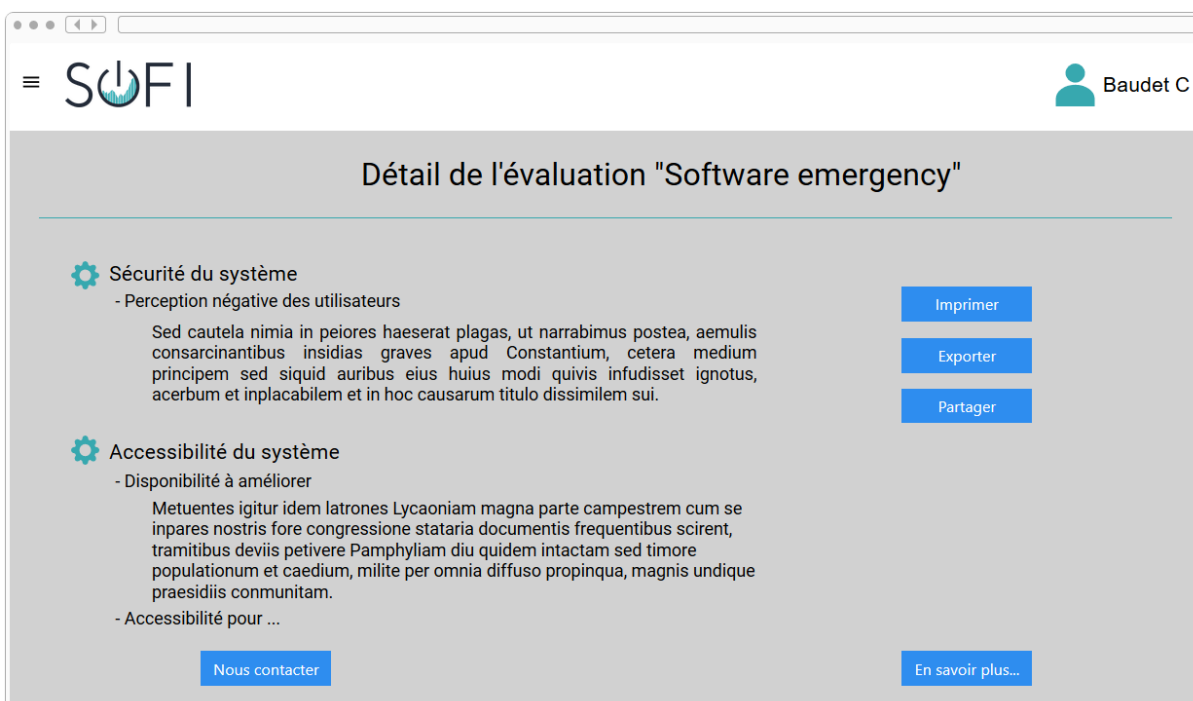 SOFI
Baudet C
Détail de l'évaluation "Software emergency"
Sécurité du système
- Perception négative des utilisateurs
Sed cautela nimia in peiores haeserat plagas, ut narrabimus postea, aemulis
consarcinantibus insidias graves apud Constantium, cetera medium
principem sed siquid auribus eius huius modi quivis infudisset ignotus,
acerbum et inplacabilem et in hoc causarum titulo dissimilem sui.
Imprimer
Exporter
Partager
Accessibilité du système
- Disponibilité à améliorer
Metuentes igitur idem latrones Lycaoniam magna parte campestrem cum se
inpares nostris fore congressione stataria documentis frequentibus scirent,
tramitibus deviis petivere Pamphyliam diu quidem intactam sed timore
populationum et caedium, milite per omnia diffuso propinqua, magnis undique
praesidiis conmunitam.
- Accessibilité pour ...
Nous contacter
En savoir plus...